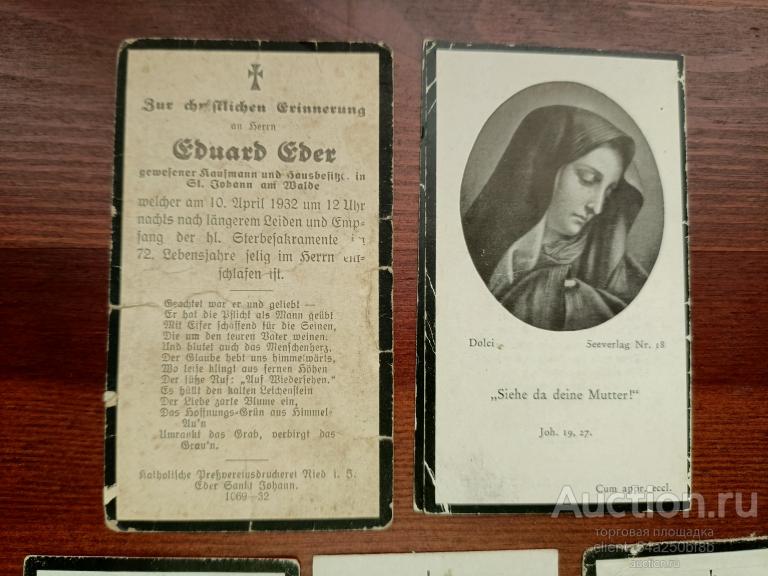 Zur christlichen Erinnerung
an Herrn
Eduard Eder
gewesener Kaufmann und Hausbesitzer in
St. Johann am Walde
welcher am 10. April 1932 um 12 Uhr
nachts nach längerem Leiden und Emp-
fang der hl. Sterbesakramente im
72. Lebensjahre selig im Herrn ent-
schlafen ist.
Geachtet war er und geliebt —
Er hat die Pflicht als Mann geübt
Mit Eifer schaffend für die Seinen,
Die um den teuren Vater weinen.
Und blutet auch das Menschenherz,
Der Glaube hebt uns himmelwärts,
Wo leise klingt aus fernen Höhen
Der süße Ruf: „Auf Wiedersehen."
Es hüllt den kalten Leichenstein
Der Liebe zarte Blume ein,
Das Hoffnungs-Grün aus Himmel-
Au'n
Umrankt das Grab, verbirgt das
Grau'n.
Katholische Preßvereinsdruckerei Ried i. I.
Eder Sankt Johann.
1069-32
Dolci
Seeverlag Nr. 18
„Siehe da deine Mutter!"
Joh. 19, 27.
Cum appr. eccl.
Auction.ru
торговая площадка
auction.ru